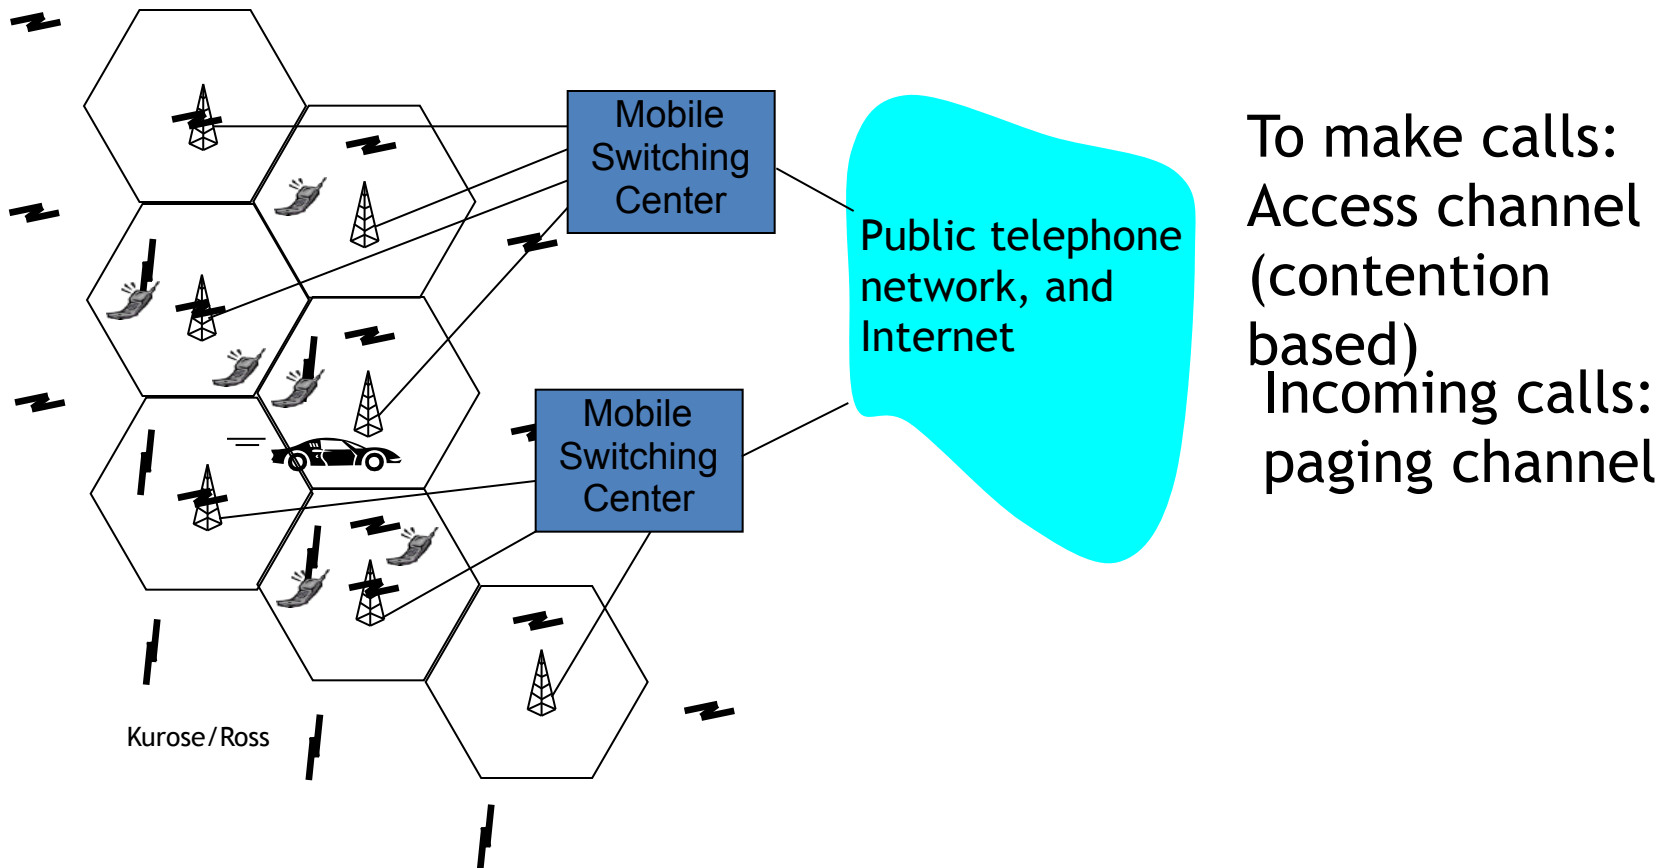 Mobile
Switching
Center
Public telephone
network, and
Internet
To make calls:
Access channel
(contention
based)
Incoming calls:
paging channel
Mobile
Switching
Center
Kurose/Ross